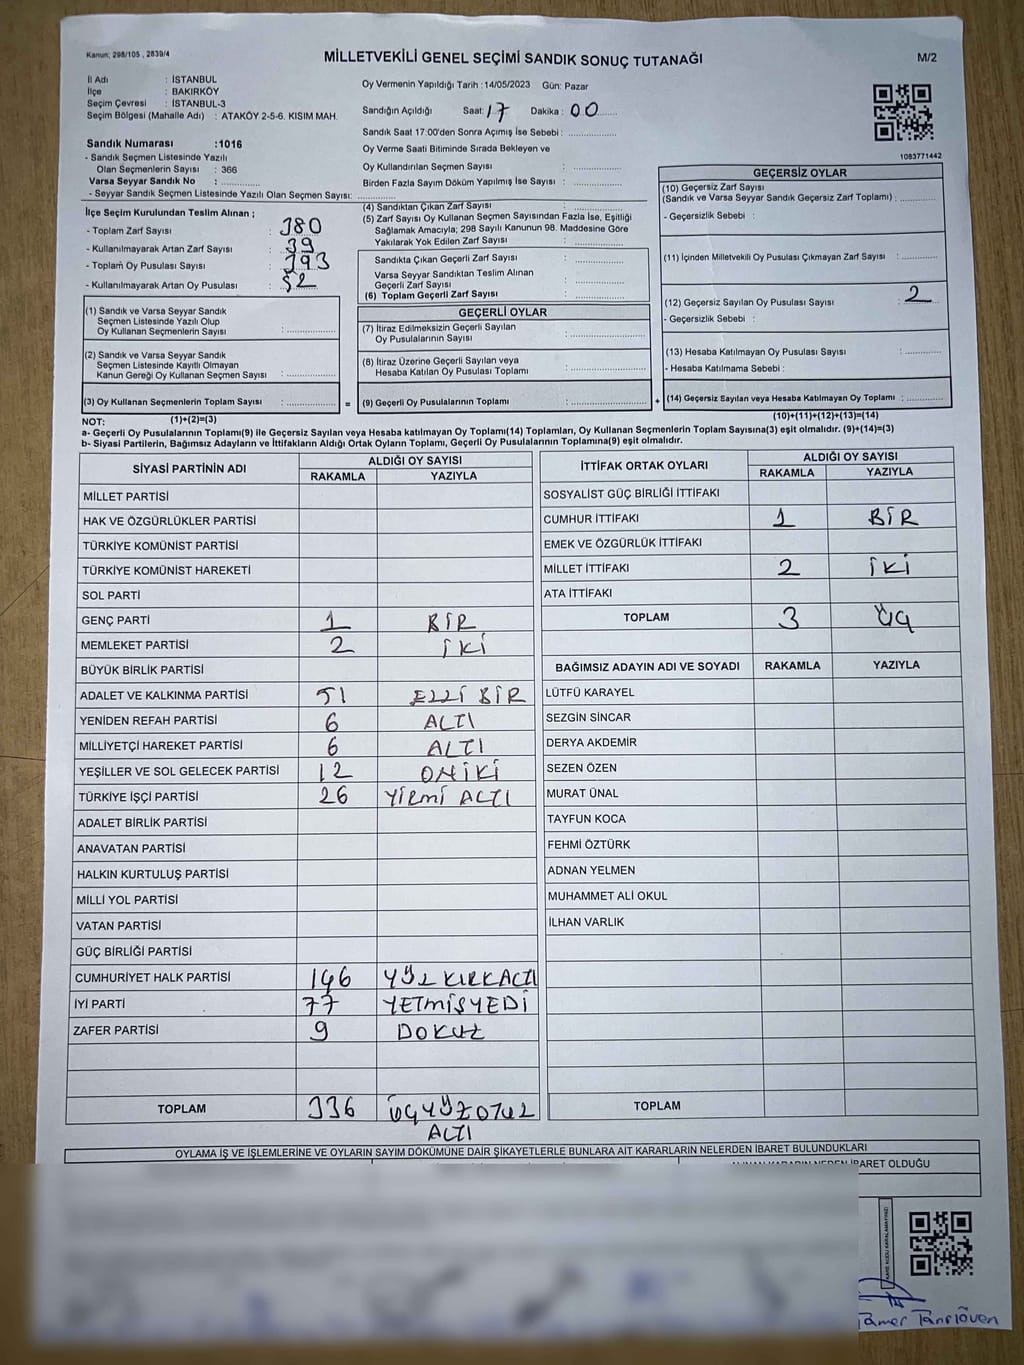 Kanun; 298/105 , 2839/4
MİLLETVEKİLİ GENEL SEÇİMİ SANDIK SONUÇ TUTANAĞI
M/2
İl Adı : İSTANBUL
İlçe : BAKIRKÖY
Seçim Çevresi : İSTANBUL-3
Seçim Bölgesi (Mahalle Adı) : ATAKÖY 2-5-6. KISIM MAH.
Sandık Numarası :1016
- Sandık Seçmen Listesinde Yazılı
Olan Seçmenlerin Sayısı : 366
Varsa Seyyar Sandık No :
- Seyyar Sandık Seçmen Listesinde Yazılı Olan Seçmen Sayısı:
Oy Vermenin Yapıldığı Tarih :14/05/2023 Gün: Pazar
Sandığın Açıldığı Saat: 17 Dakika : 00
Sandık Saat 17:00'den Sonra Açımış İse Sebebi :
Oy Verme Saati Bitiminde Sırada Bekleyen ve
Oy Kullandırılan Seçmen Sayısı :
Birden Fazla Sayım Döküm Yapılmış İse Sayısı :
1083771442
İlçe Seçim Kurulundan Teslim Alınan ;
- Toplam Zarf Sayısı : 380
- Kullanılmayarak Artan Zarf Sayısı : 39
- Toplam Oy Pusulası Sayısı : 393
- Kullanılmayarak Artan Oy Pusulası : 52
(1) Sandık ve Varsa Seyyar Sandık
Seçmen Listesinde Yazılı Olup
Oy Kullanan Seçmenlerin Sayısı :
(2) Sandık ve Varsa Seyyar Sandık
Seçmen Listesinde Kayıtlı Olmayan
Kanun Gereği Oy Kullanan Seçmen Sayısı :
(3) Oy Kullanan Seçmenlerin Toplam Sayısı : =
(4) Sandıktan Çıkan Zarf Sayısı :
(5) Zarf Sayısı Oy Kullanan Seçmen Sayısından Fazla İse, Eşitliği
Sağlamak Amacıyla; 298 Sayılı Kanunun 98. Maddesine Göre
Yakılarak Yok Edilen Zarf Sayısı :
Sandıkta Çıkan Geçerli Zarf Sayısı :
Varsa Seyyar Sandıktan Teslim Alınan
Geçerli Zarf Sayısı :
(6) Toplam Geçerli Zarf Sayısı :
GEÇERLİ OYLAR
(7) İtiraz Edilmeksizin Geçerli Sayılan
Oy Pusulalarının Sayısı :
(8) İtiraz Üzerine Geçerli Sayılan veya
Hesaba Katılan Oy Pusulası Toplamı :
(9) Geçerli Oy Pusulalarının Toplamı : +
GEÇERSİZ OYLAR
(10) Geçersiz Zarf Sayısı
(Sandık ve Varsa Seyyar Sandık Geçersiz Zarf Toplamı) :
- Geçersizlik Sebebi :
(11) İçinden Milletvekili Oy Pusulası Çıkmayan Zarf Sayısı :
(12) Geçersiz Sayılan Oy Pusulası Sayısı : 2
- Geçersizlik Sebebi :
(13) Hesaba Katılmayan Oy Pusulası Sayısı :
- Hesaba Katılmama Sebebi :
(14) Geçersiz Sayılan veya Hesaba Katılmayan Oy Toplamı :
NOT: (1)+(2)=(3) (10)+(11)+(12)+(13)=(14)
a- Geçerli Oy Pusulalarının Toplamı(9) ile Geçersiz Sayılan veya Hesaba katılmayan Oy Toplamı(14) Toplamları, Oy Kullanan Seçmenlerin Toplam Sayısına(3) eşit olmalıdır. (9)+(14)=(3)
b- Siyasi Partilerin, Bağımsız Adayların ve İttifakların Aldığı Ortak Oyların Toplamı, Geçerli Oy Pusulalarının Toplamına(9) eşit olmalıdır.
SİYASİ PARTİNİN ADI ALDIĞI OY SAYISI
RAKAMLA YAZIYLA
MİLLET PARTİSİ
HAK VE ÖZGÜRLÜKLER PARTİSİ
TÜRKİYE KOMÜNİST PARTİSİ
TÜRKİYE KOMÜNİST HAREKETİ
SOL PARTİ
GENÇ PARTİ 1 BİR
MEMLEKET PARTİSİ 2 İKİ
BÜYÜK BİRLİK PARTİSİ
ADALET VE KALKINMA PARTİSİ 51 ELLİ BİR
YENİDEN REFAH PARTİSİ 6 ALTI
MİLLİYETÇİ HAREKET PARTİSİ 6 ALTI
YEŞİLLER VE SOL GELECEK PARTİSİ 12 ONİKİ
TÜRKİYE İŞÇİ PARTİSİ 26 YİRMİ ALTI
ADALET BİRLİK PARTİSİ
ANAVATAN PARTİSİ
HALKIN KURTULUŞ PARTİSİ
MİLLİ YOL PARTİSİ
VATAN PARTİSİ
GÜÇ BİRLİĞİ PARTİSİ
CUMHURİYET HALK PARTİSİ 146 YÜZ KIRKALTI
İYİ PARTİ 77 YETMİŞYEDİ
ZAFER PARTİSİ 9 DOKUZ
TOPLAM 336 ÜÇYÜZOTUZ
ALTI
İTTİFAK ORTAK OYLARI ALDIĞI OY SAYISI
RAKAMLA YAZIYLA
SOSYALİST GÜÇ BİRLİĞİ İTTİFAKI
CUMHUR İTTİFAKI 1 BİR
EMEK VE ÖZGÜRLÜK İTTİFAKI
MİLLET İTTİFAKI 2 İKİ
ATA İTTİFAKI
TOPLAM 3 ÜÇ
BAĞIMSIZ ADAYIN ADI VE SOYADI RAKAMLA YAZIYLA
LÜTFÜ KARAYEL
SEZGİN SİNCAR
DERYA AKDEMİR
SEZEN ÖZEN
MURAT ÜNAL
TAYFUN KOCA
FEHMİ ÖZTÜRK
ADNAN YELMEN
MUHAMMET ALİ OKUL
İLHAN VARLIK
TOPLAM
OYLAMA İŞ VE İŞLEMLERİNE VE OYLARIN SAYIM DÖKÜMÜNE DAİR ŞİKAYETLERLE BUNLARA AİT KARARLARIN NELERDEN İBARET BULUNDUKLARI
İBARET OLDUĞU
KARE KODU KARALAMAYINIZ!
Tamer Tanrıöven